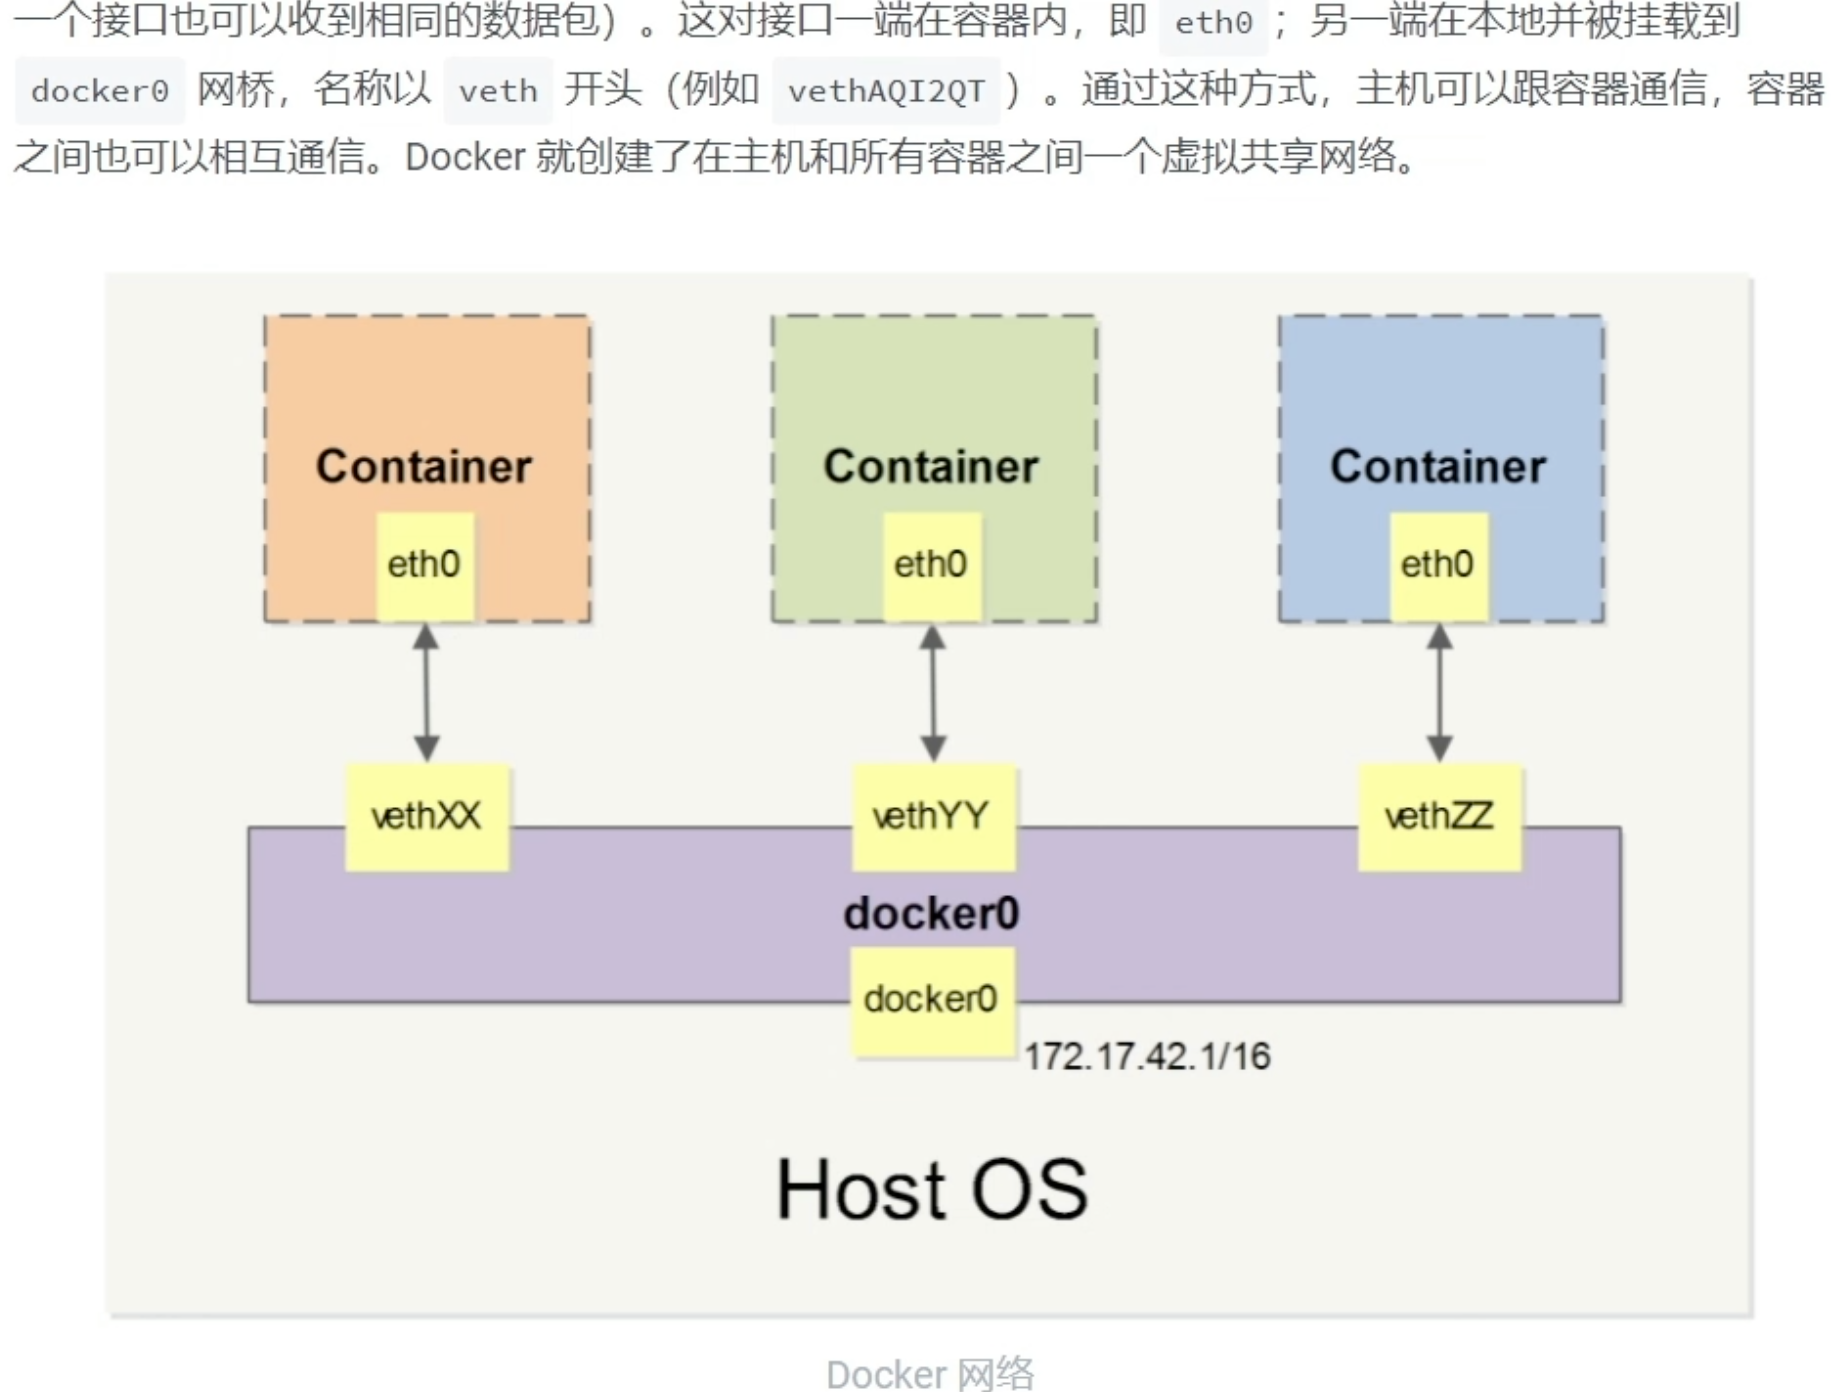 一个接口也可以收到相同的数据包）。这对接口一端在容器内，即 eth0 ；另一端在本地并被挂载到
docker0 网桥，名称以 veth 开头（例如 vethAQI2QT ）。通过这种方式，主机可以跟容器通信，容器
之间也可以相互通信。Docker 就创建了在主机和所有容器之间一个虚拟共享网络。
Container Container Container
eth0 eth0 eth0
vethXX vethYY vethZZ
docker0
docker0
172.17.42.1/16
Host OS
Docker 网络